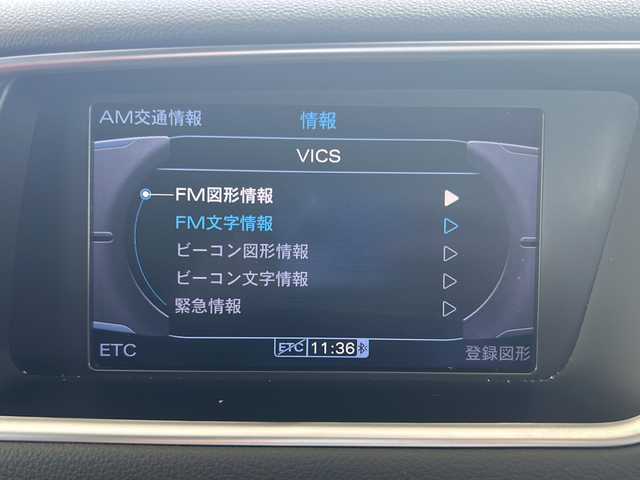 AM交通情報
情報
VICS
FM図形情報
FM文字情報
ビーコン図形情報
ビーコン文字情報
緊急情報
ETC
ETC 11:36
登録図形